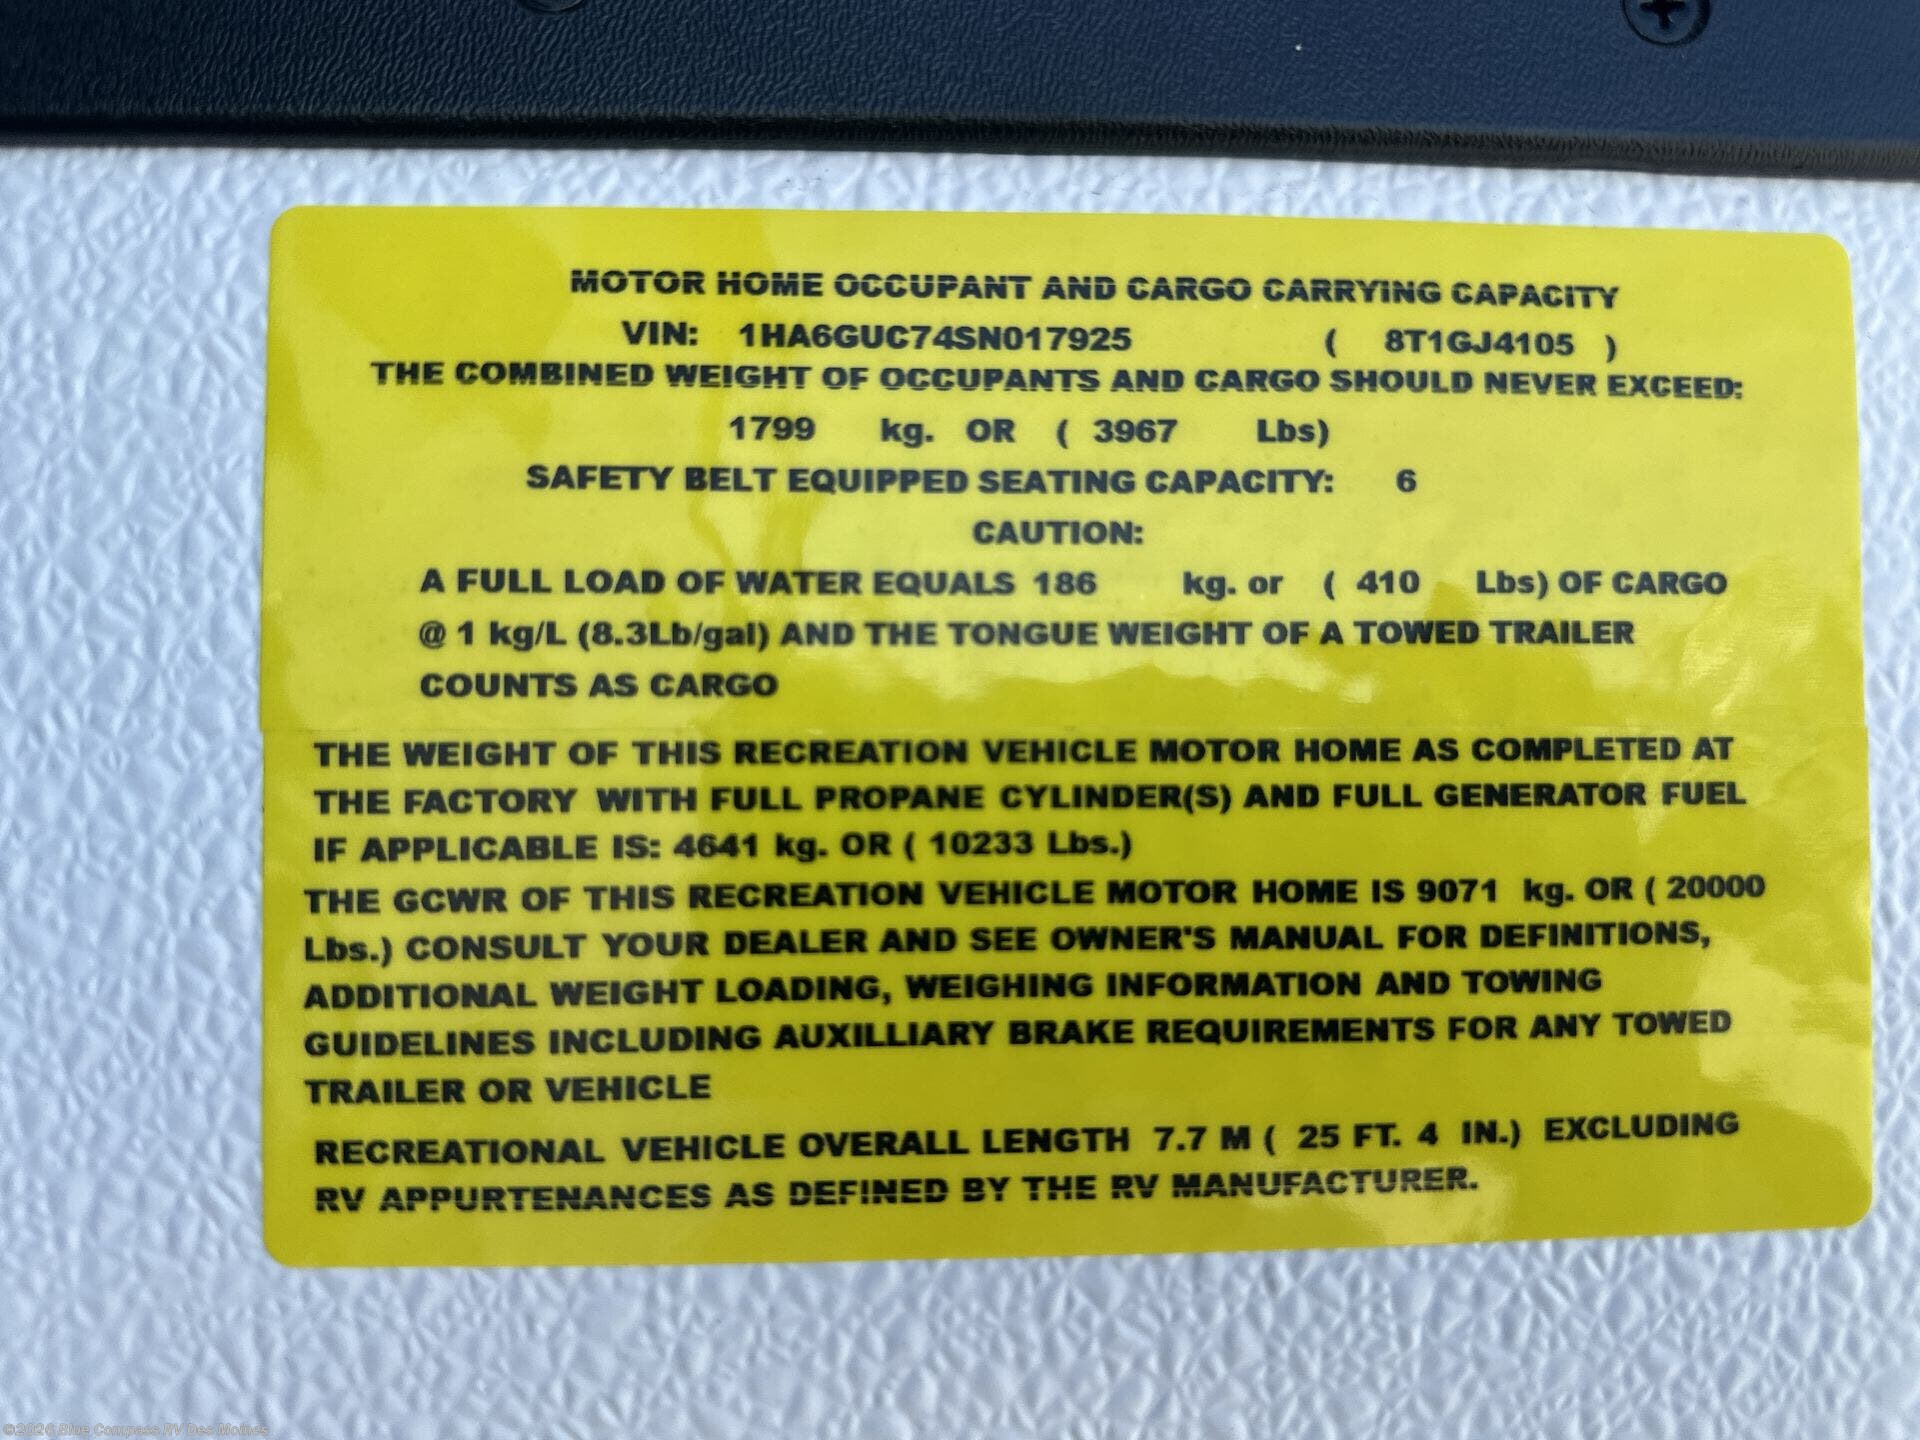 MOTOR HOME OCCUPANT AND CARGO CARRYING CAPACITY
VIN: 1HA6GUC74SN017925 ( 8T1GJ4105 )
THE COMBINED WEIGHT OF OCCUPANTS AND CARGO SHOULD NEVER EXCEED:
1799 kg. OR ( 3967 Lbs)
SAFETY BELT EQUIPPED SEATING CAPACITY: 6
CAUTION:
A FULL LOAD OF WATER EQUALS 186 kg. or ( 410 Lbs) OF CARGO
@ 1 kg/L (8.3Lb/gal) AND THE TONGUE WEIGHT OF A TOWED TRAILER
COUNTS AS CARGO
THE WEIGHT OF THIS RECREATION VEHICLE MOTOR HOME AS COMPLETED AT
THE FACTORY WITH FULL PROPANE CYLINDER(S) AND FULL GENERATOR FUEL
IF APPLICABLE IS: 4641 kg. OR ( 10233 Lbs.)
THE GCWR OF THIS RECREATION VEHICLE MOTOR HOME IS 9071 kg. OR ( 20000
Lbs.) CONSULT YOUR DEALER AND SEE OWNER'S MANUAL FOR DEFINITIONS,
ADDITIONAL WEIGHT LOADING, WEIGHING INFORMATION AND TOWING
GUIDELINES INCLUDING AUXILLIARY BRAKE REQUIREMENTS FOR ANY TOWED
TRAILER OR VEHICLE
RECREATIONAL VEHICLE OVERALL LENGTH 7.7 M ( 25 FT. 4 IN.) EXCLUDING
RV APPURTENANCES AS DEFINED BY THE RV MANUFACTURER.
©2026 Blue Compass RV Des Moines